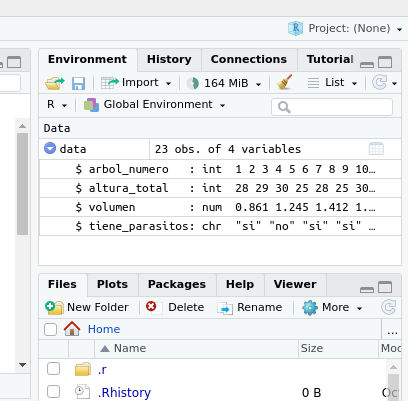 Project: (None)
Environment History Connections Tutorial
Import 164 MiB List
R Global Environment
Data
data 23 obs. of 4 variables
$ arbol_numero : int 1 2 3 4 5 6 7 8 9 10…
$ altura_total : int 28 29 30 25 28 25 30…
$ volumen : num 0.861 1.245 1.412 1.…
$ tiene_parasitos: chr "si" "no" "si" "si" …
Files Plots Packages Help Viewer
New Folder Delete Rename More
Home ...
Name Size Moc
.r
.Rhistory 0 B Oc